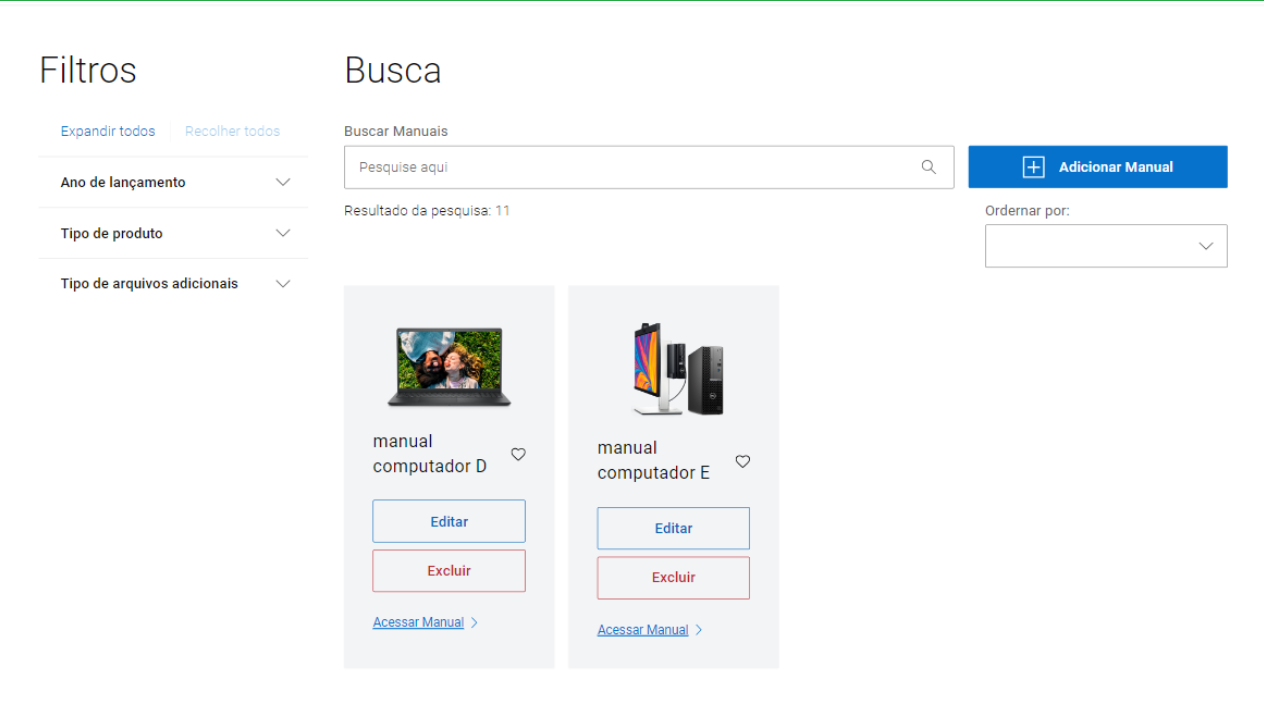 Filtros
Busca
Expandir todos
Recolher todos
Ano de lançamento
Tipo de produto
Tipo de arquivos adicionais
Buscar Manuais
Pesquise aqui
Adicionar Manual
Resultado da pesquisa: 11
Ordernar por:
manual
computador D
Editar
Excluir
Acessar Manual
manual
computador E
Editar
Excluir
Acessar Manual